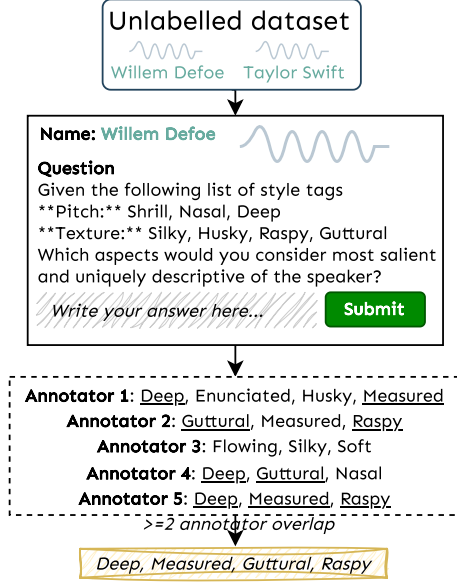 Unlabelled dataset
Willem Defoe Taylor Swift
Name: Willem Defoe
Question
Given the following list of style tags
**Pitch:** Shrill, Nasal, Deep
**Texture:** Silky, Husky, Raspy, Guttural
Which aspects would you consider most salient
and uniquely descriptive of the speaker?
Write your answer here...
Submit
Annotator 1: Deep, Enunciated, Husky, Measured
Annotator 2: Guttural, Measured, Raspy
Annotator 3: Flowing, Silky, Soft
Annotator 4: Deep, Guttural, Nasal
Annotator 5: Deep, Measured, Raspy
>=2 annotator overlap
Deep, Measured, Guttural, Raspy